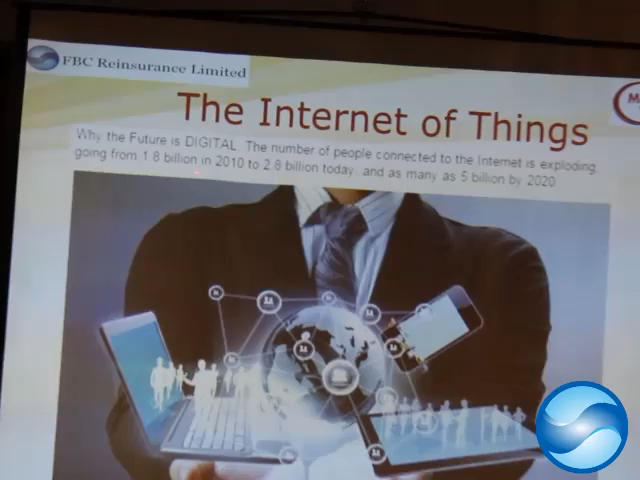 FBC Reinsurance Limited
The Internet of Things
Why the Future is DIGITAL The number of people connected to the Internet is exploding,
going from 1.8 billion in 2010 to 2.8 billion today, and as many as 5 billion by 2020